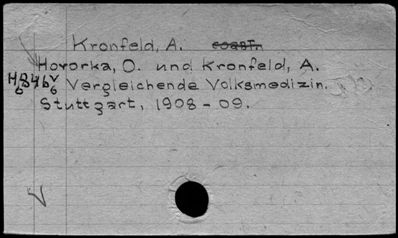 Kronfeld, A.
Hovorka, O. und Kronfeld, A.
Vergleichende Volksmedizin.
Stuttgart, 1908 - 09.